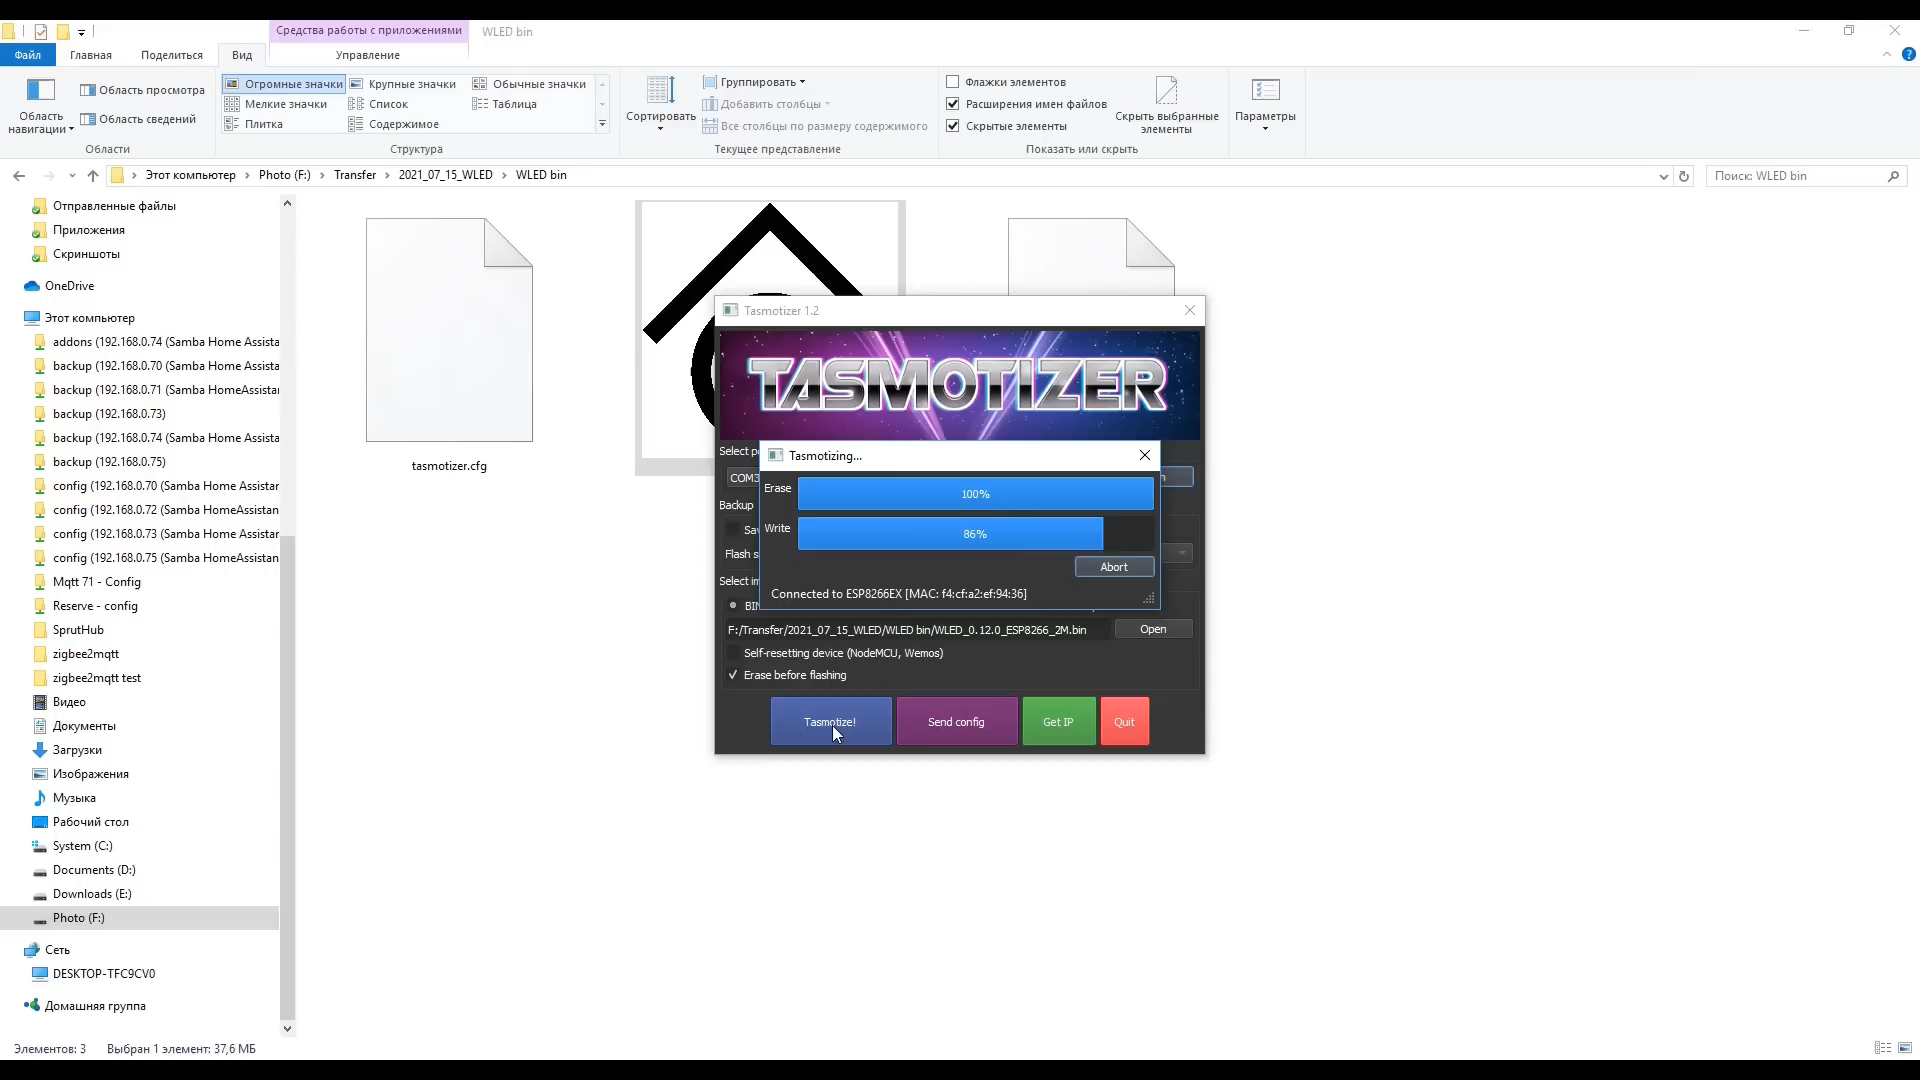 Средства работы с приложениями
WLED bin
Файл
Главная
Поделиться
Вид
Управление
Область навигации
Область просмотра
Область сведений
Области
Огромные значки
Крупные значки
Обычные значки
Мелкие значки
Список
Таблица
Плитка
Содержимое
Структура
Сортировать
Группировать
Добавить столбцы
Все столбцы по размеру содержимого
Текущее представление
Флажки элементов
Расширения имен файлов
Скрытые элементы
Скрыть выбранные элементы
Показать или скрыть
Параметры
Этот компьютер > Photo (F:) > Transfer > 2021_07_15_WLED > WLED bin
Поиск: WLED bin
Отправленные файлы
Приложения
Скриншоты
OneDrive
Этот компьютер
addons (192.168.0.74 (Samba Home Assista
backup (192.168.0.70 (Samba Home Assista
backup (192.168.0.71 (Samba HomeAssistan
backup (192.168.0.73)
backup (192.168.0.74 (Samba Home Assista
backup (192.168.0.75)
config (192.168.0.70 (Samba Home Assistan
config (192.168.0.72 (Samba HomeAssistan
config (192.168.0.73 (Samba Home Assistan
config (192.168.0.75 (Samba HomeAssistan
Mqtt 71 - Config
Reserve - config
SprutHub
zigbee2mqtt
zigbee2mqtt test
Видео
Документы
Загрузки
Изображения
Музыка
Рабочий стол
System (C:)
Documents (D:)
Downloads (E:)
Photo (F:)
Сеть
DESKTOP-TFC9CV0
Домашняя группа
Элементов: 3
Выбран 1 элемент: 37,6 МБ
tasmotizer.cfg
Tasmotizer 1.2
TASMOTIZER
Select
COM3
Backup
Flash
Select
Tasmotizing...
Erase
100%
Write
86%
Abort
Connected to ESP8266EX [MAC: f4:cf:a2:ef:94:36]
F:/Transfer/2021_07_15_WLED/WLED bin/WLED_0.12.0_ESP8266_2M.bin
Open
Self-resetting device (NodeMCU, Wemos)
Erase before flashing
Tasmotize!
Send config
Get IP
Quit